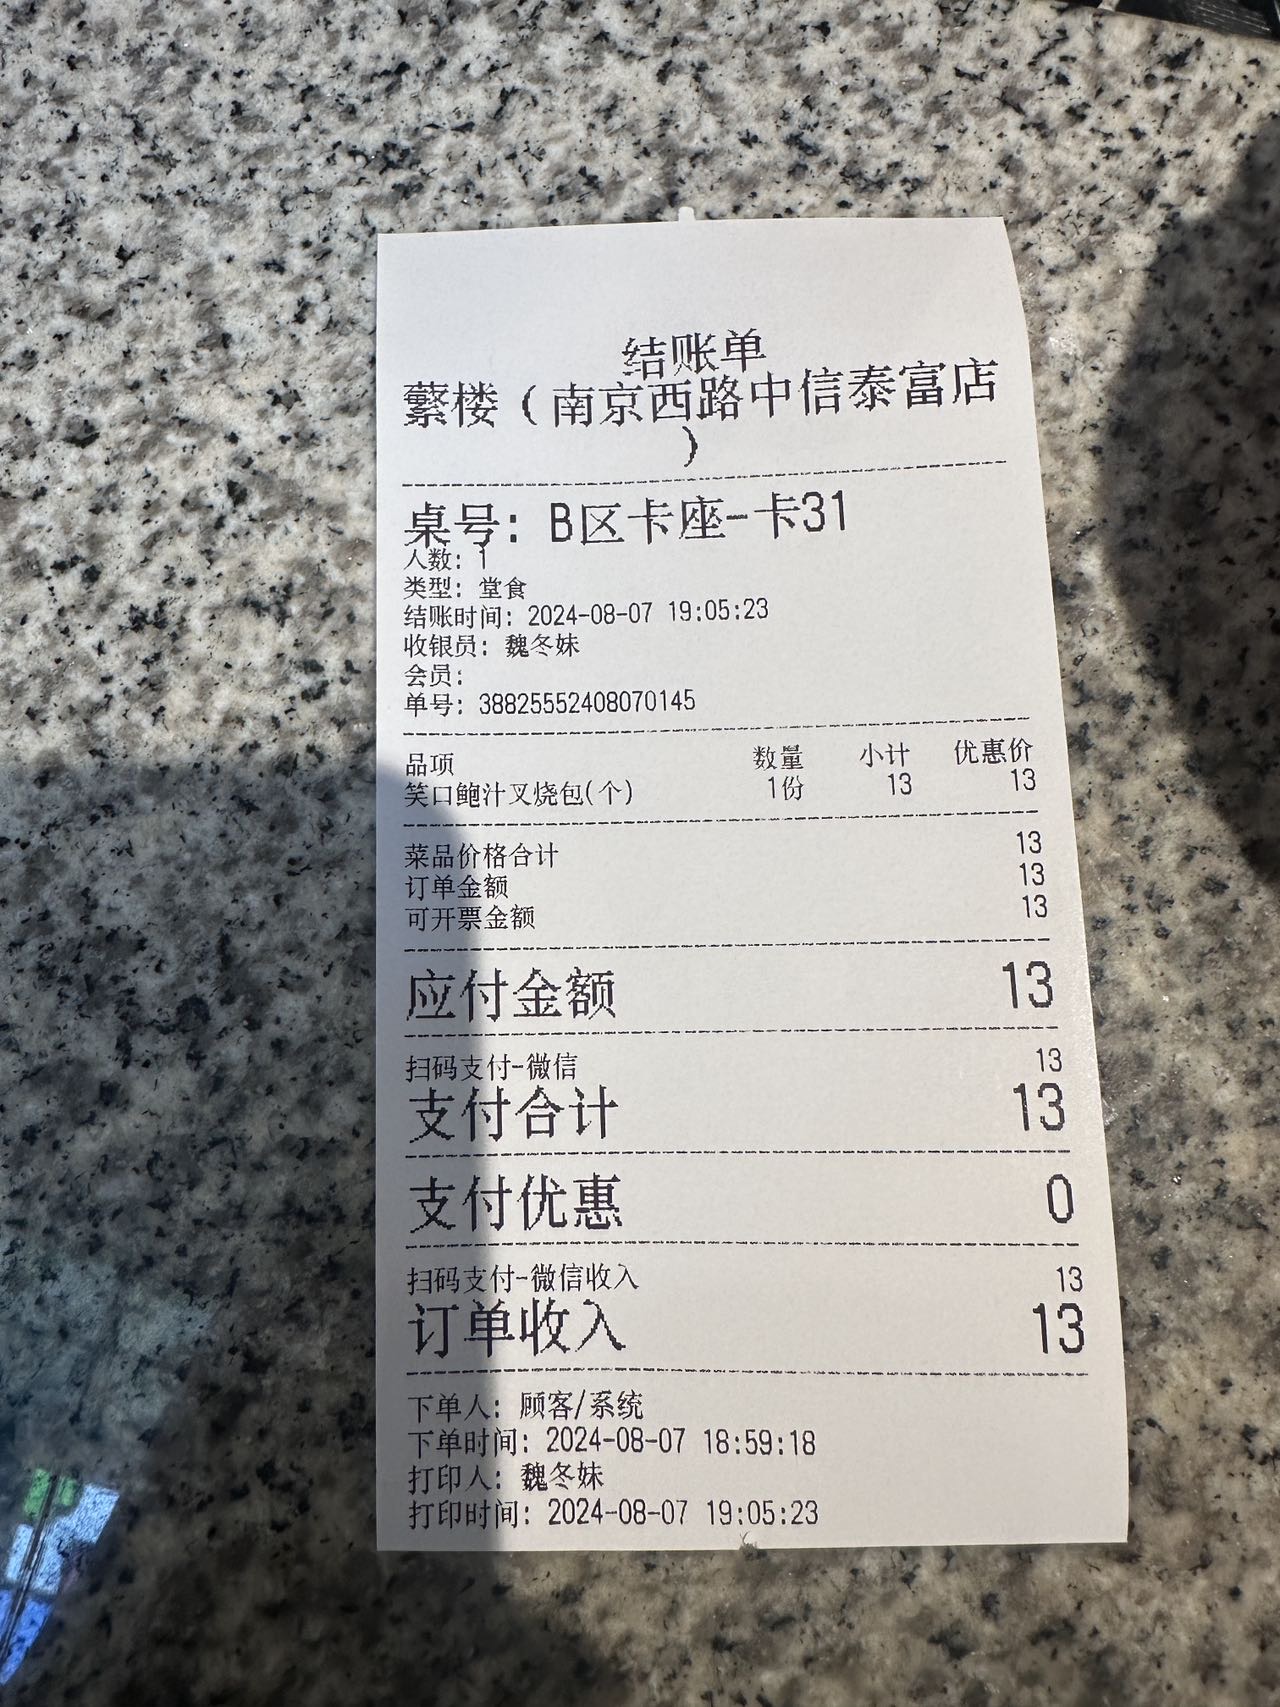 结账单
蘩楼（南京西路中信泰富店
）
桌号：B区卡座-卡31
人数：1
类型：堂食
结账时间：2024-08-07 19:05:23
收银员：魏冬妹
会员：
单号：38825552408070145
品项 数量 小计 优惠价
笑口鲍汁叉烧包(个) 1份 13 13
菜品价格合计 13
订单金额 13
可开票金额 13
应付金额 13
扫码支付-微信 13
支付合计 13
支付优惠 0
扫码支付-微信收入 13
订单收入 13
下单人：顾客/系统
下单时间：2024-08-07 18:59:18
打印人：魏冬妹
打印时间：2024-08-07 19:05:23